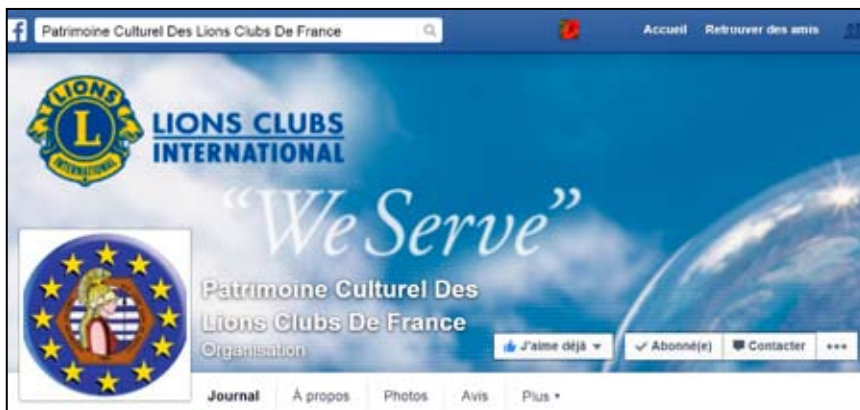 f Patrimoine Culturel Des Lions Clubs De France Accueil Retrouver des amis
LIONS
L
INTERNATIONAL
LIONS CLUBS
INTERNATIONAL
“We Serve”
Patrimoine Culturel Des
Lions Clubs De France
Organisation
J'aime déjà Abonné(e) Contacter
Journal À propos Photos Avis Plus